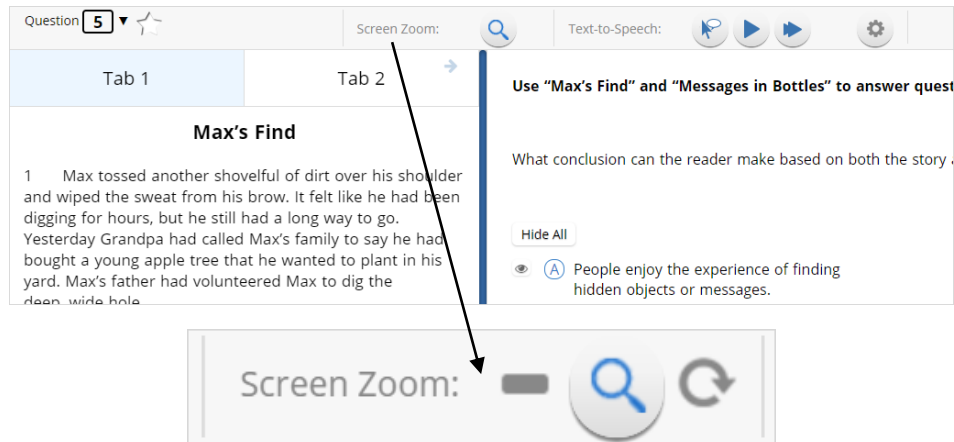 Question 5 ▼ Screen Zoom: Text-to-Speech:
Tab 1 Tab 2
Max’s Find
1 Max tossed another shovelful of dirt over his shoulder
and wiped the sweat from his brow. It felt like he had been
digging for hours, but he still had a long way to go.
Yesterday Grandpa had called Max’s family to say he had
bought a young apple tree that he wanted to plant in his
yard. Max’s father had volunteered Max to dig the
deep, wide hole
Use “Max’s Find” and “Messages in Bottles” to answer quest
What conclusion can the reader make based on both the story
Hide All
A People enjoy the experience of finding
hidden objects or messages.
Screen Zoom: